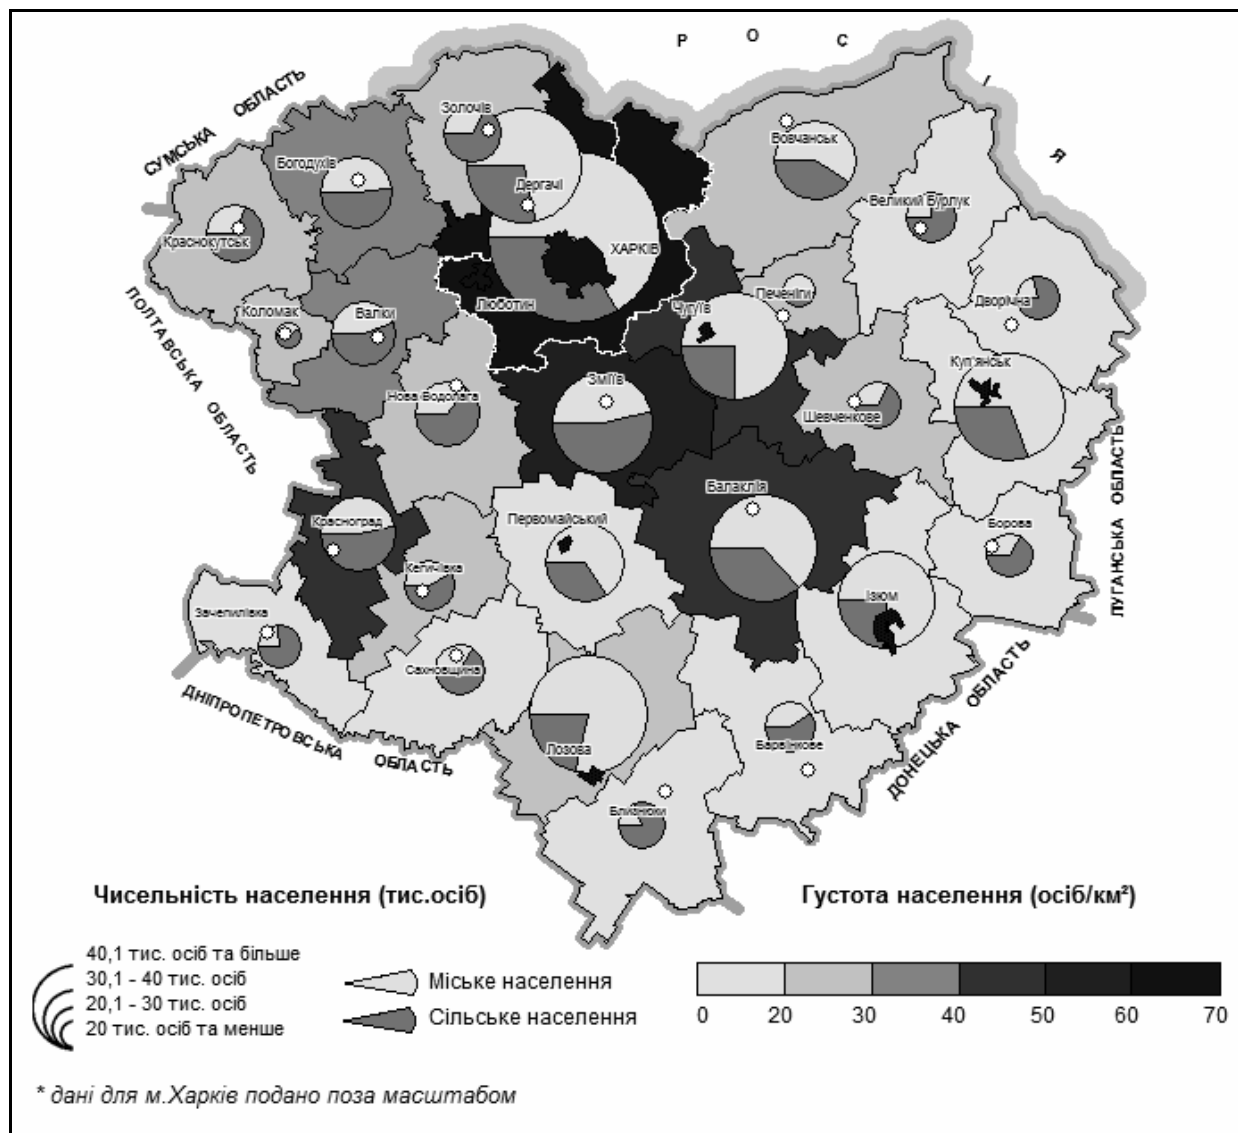 Р О С І Я
СУМСЬКА ОБЛАСТЬ
ПОЛТАВСЬКА ОБЛАСТЬ
ДНІПРОПЕТРОВСЬКА ОБЛАСТЬ
ДОНЕЦЬКА ОБЛАСТЬ
ЛУГАНСЬКА ОБЛАСТЬ
Золочів
Вовчанськ
Богодухів
Дергачі
Великий Бурлук
Краснокутськ
ХАРКІВ
Люботин
Печеніги
Дворічна
Коломак
Валки
Чугуїв
Куп'янськ
Зміїв
Нова Водолага
Шевченкове
Балаклія
Красноград
Первомайський
Борова
Кегичівка
Ізюм
Зачепилівка
Сахновщина
Лозова
Барвінкове
Близнюки
Чисельність населення (тис.осіб)
40,1 тис. осіб та більше
30,1 - 40 тис. осіб
20,1 - 30 тис. осіб
20 тис. осіб та менше
Міське населення
Сільське населення
Густота населення (осіб/км²)
0 20 30 40 50 60 70
* дані для м.Харків подано поза масштабом